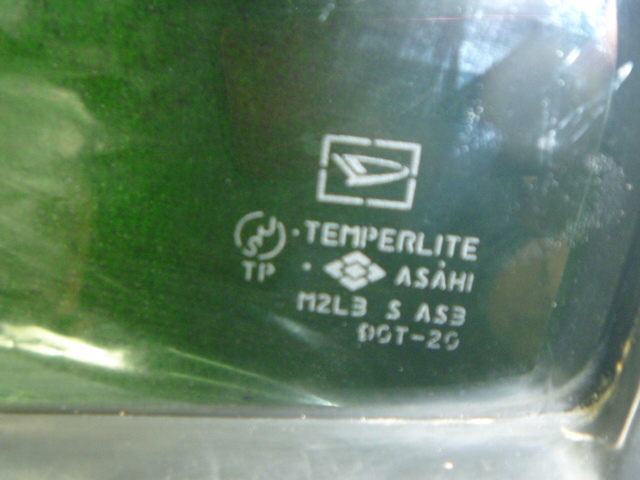 TEMPERLITE
TP
ASAHI
M2L3 S AS3
DOT-20